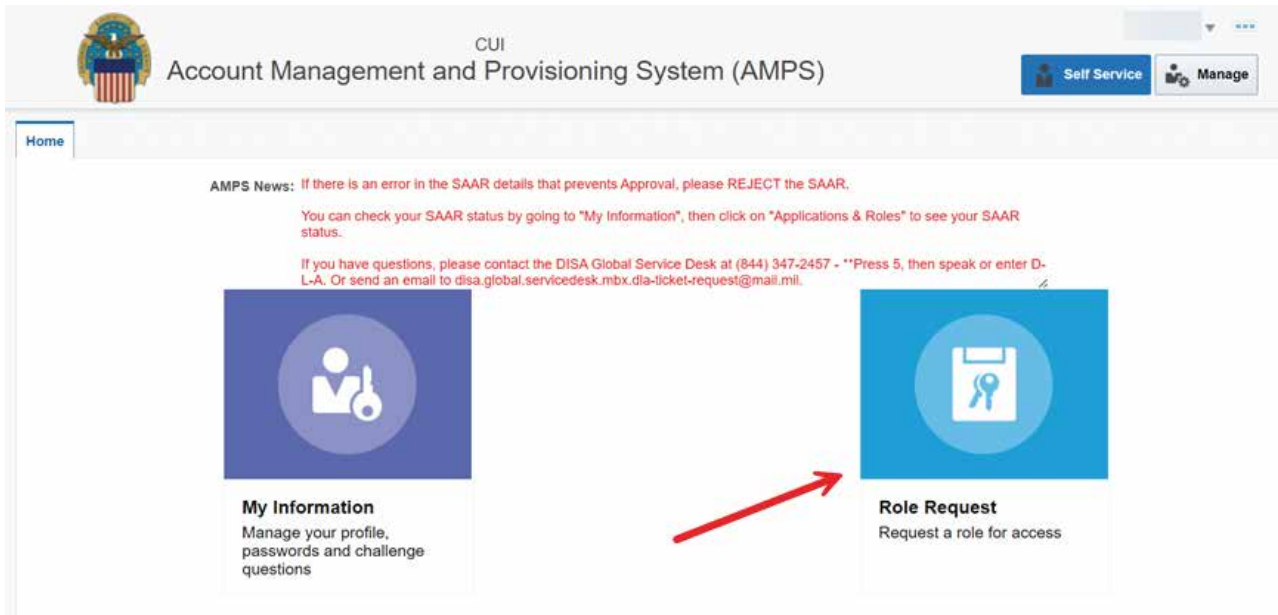 CUI
Account Management and Provisioning System (AMPS)
Self Service
Manage
Home
AMPS News: If there is an error in the SAAR details that prevents Approval, please REJECT the SAAR.
You can check your SAAR status by going to "My Information", then click on "Applications & Roles" to see your SAAR
status.
If you have questions, please contact the DISA Global Service Desk at (844) 347-2457 - **Press 5, then speak or enter D-
L-A. Or send an email to disa.global.servicedesk.mbx.dla-ticket-request@mail.mil.
My Information
Manage your profile,
passwords and challenge
questions
Role Request
Request a role for access